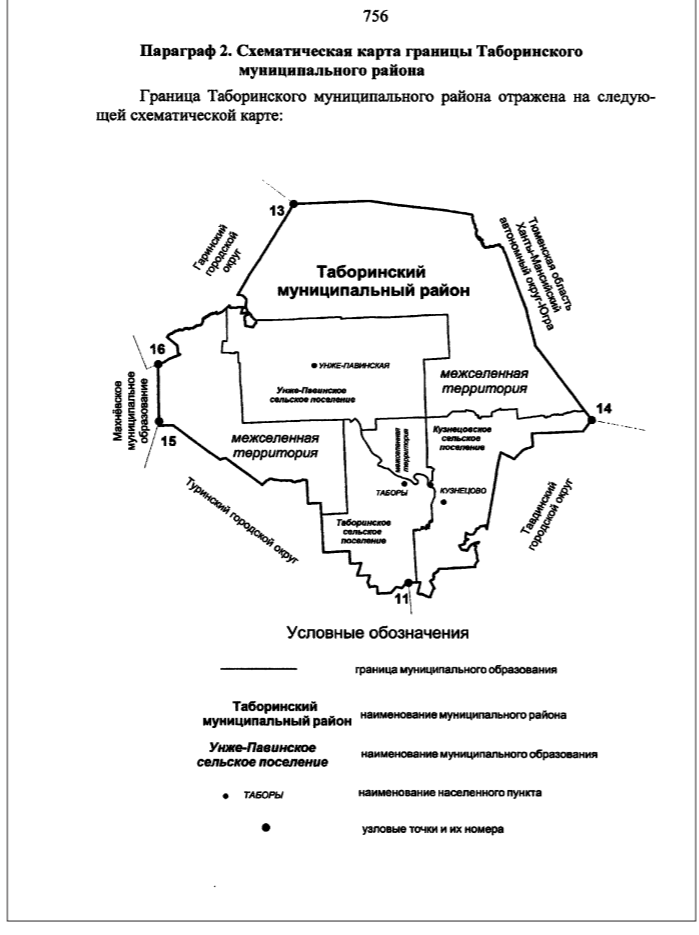 756
Параграф 2. Схематическая карта границы Таборинского
муниципального района
Граница Таборинского муниципального района отражена на следую-
щей схематической карте:
13
Гаринский
городской
округ
Тюменская область
Ханты-Мансийский
автономный округ-Югра
Таборинский
муниципальный район
16
УНЖЕ-ПАВИНСКАЯ
межселенная
территория
Унже-Павинское
сельское поселение
Махнёвское
муниципальное
образование
14
15
межселенная
территория
межселенная
территория
Кузнецовское
сельское
поселение
ТАБОРЫ
КУЗНЕЦОВО
Туринский городской округ
Тавдинский
городской округ
Таборинское
сельское
поселение
11
Условные обозначения
граница муниципального образования
Таборинский
муниципальный район
наименование муниципального района
Унже-Павинское
сельское поселение
наименование муниципального образования
ТАБОРЫ
наименование населенного пункта
узловые точки и их номера